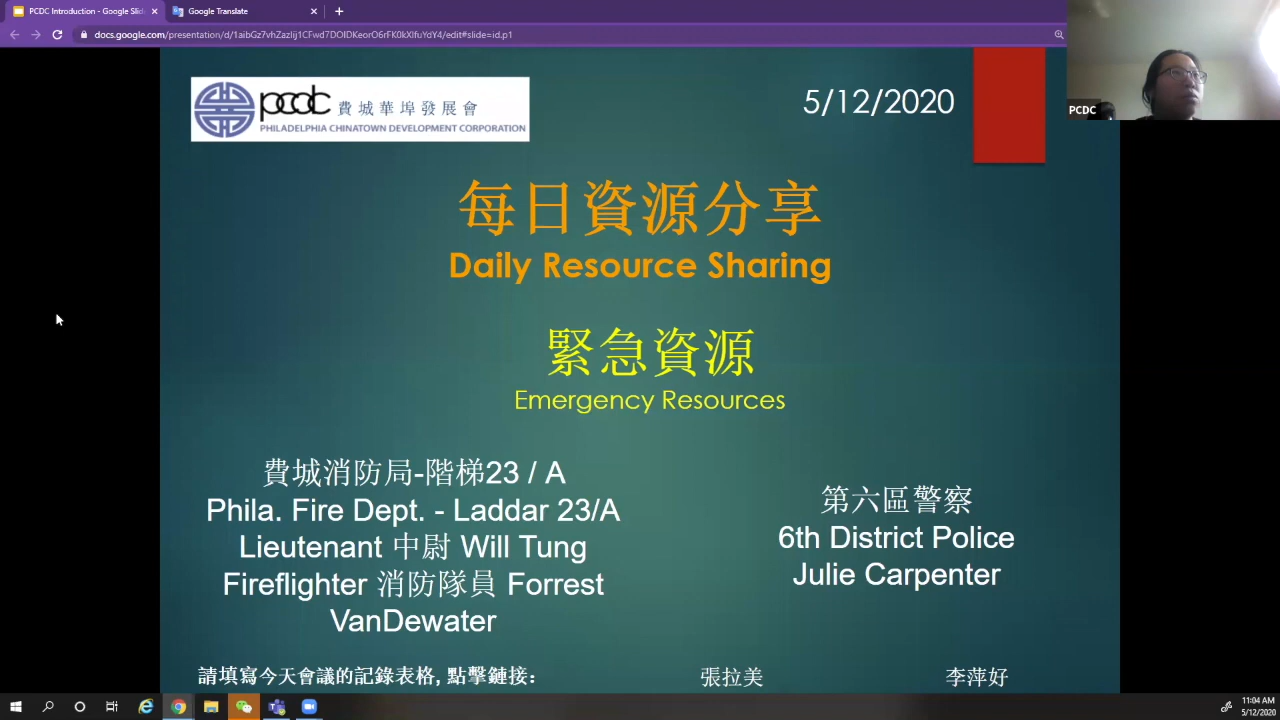 PCDC Introduction - Google Slid
Google Translate
docs.google.com/presentation/d/1aibGz7vhZazIij1CFwd7DOIDKeorO6rFK0kXIfuYdY4/edit#slide=id.p1
PCDC
pcdc 費城華埠發展會
PHILADELPHIA CHINATOWN DEVELOPMENT CORPORATION
5/12/2020
每日資源分享
Daily Resource Sharing
緊急資源
Emergency Resources
費城消防局-階梯23 / A
Phila. Fire Dept. - Laddar 23/A
Lieutenant 中尉 Will Tung
Fireflighter 消防隊員 Forrest
VanDewater
第六區警察
6th District Police
Julie Carpenter
請填寫今天會議的記錄表格, 點擊鏈接:
張拉美
李萍好
11:04 AM
5/12/2020